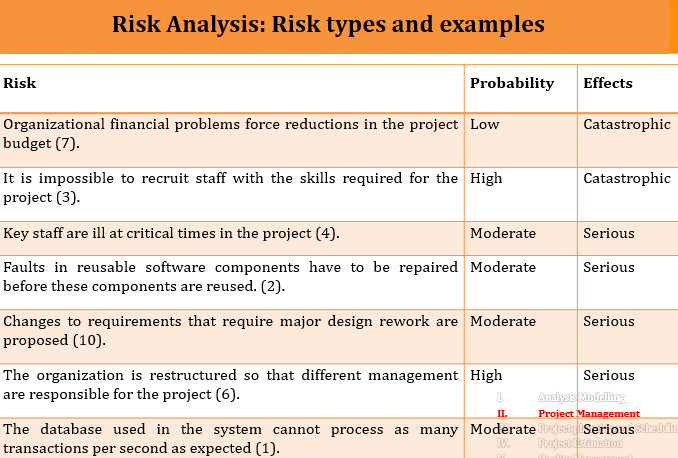 Risk Analysis: Risk types and examples
Risk Probability Effects
Organizational financial problems force reductions in the project Low Catastrophic
budget (7).
It is impossible to recruit staff with the skills required for the High Catastrophic
project (3).
Key staff are ill at critical times in the project (4). Moderate Serious
Faults in reusable software components have to be repaired Moderate Serious
before these components are reused. (2).
Changes to requirements that require major design rework are Moderate Serious
proposed (10).
The organization is restructured so that different management High Serious
are responsible for the project (6).
I. Analysis Modelling
II. Project Management
The database used in the system cannot process as many Moderate Serious
transactions per second as expected (1).
IV. Project Estimation